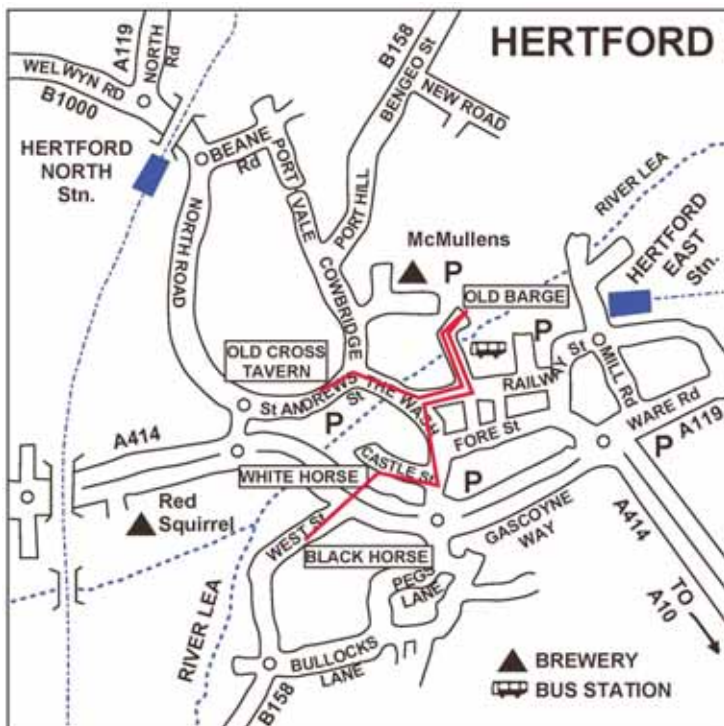 HERTFORD
A119
NORTH
Rd
WELWYN RD
B1000
B158
BENGEO St
NEW ROAD
HERTFORD
NORTH
Stn.
BEANE
Rd
PORT
VALE
PORT HILL
RIVER LEA
NORTH ROAD
COWBRIDGE
McMullens
P
HERTFORD
EAST
Stn.
OLD BARGE
P
OLD CROSS
TAVERN
RAILWAY St
MILL Rd
St ANDREWS
St
THE WASH
P
FORE St
WARE Rd
A119
P
A414
CASTLE St
P
WHITE HORSE
Red
Squirrel
GASCOYNE
WAY
A414
WEST St
BLACK HORSE
PEGS
LANE
TO
A10
RIVER LEA
BULLOCKS
LANE
B158
BREWERY
BUS STATION